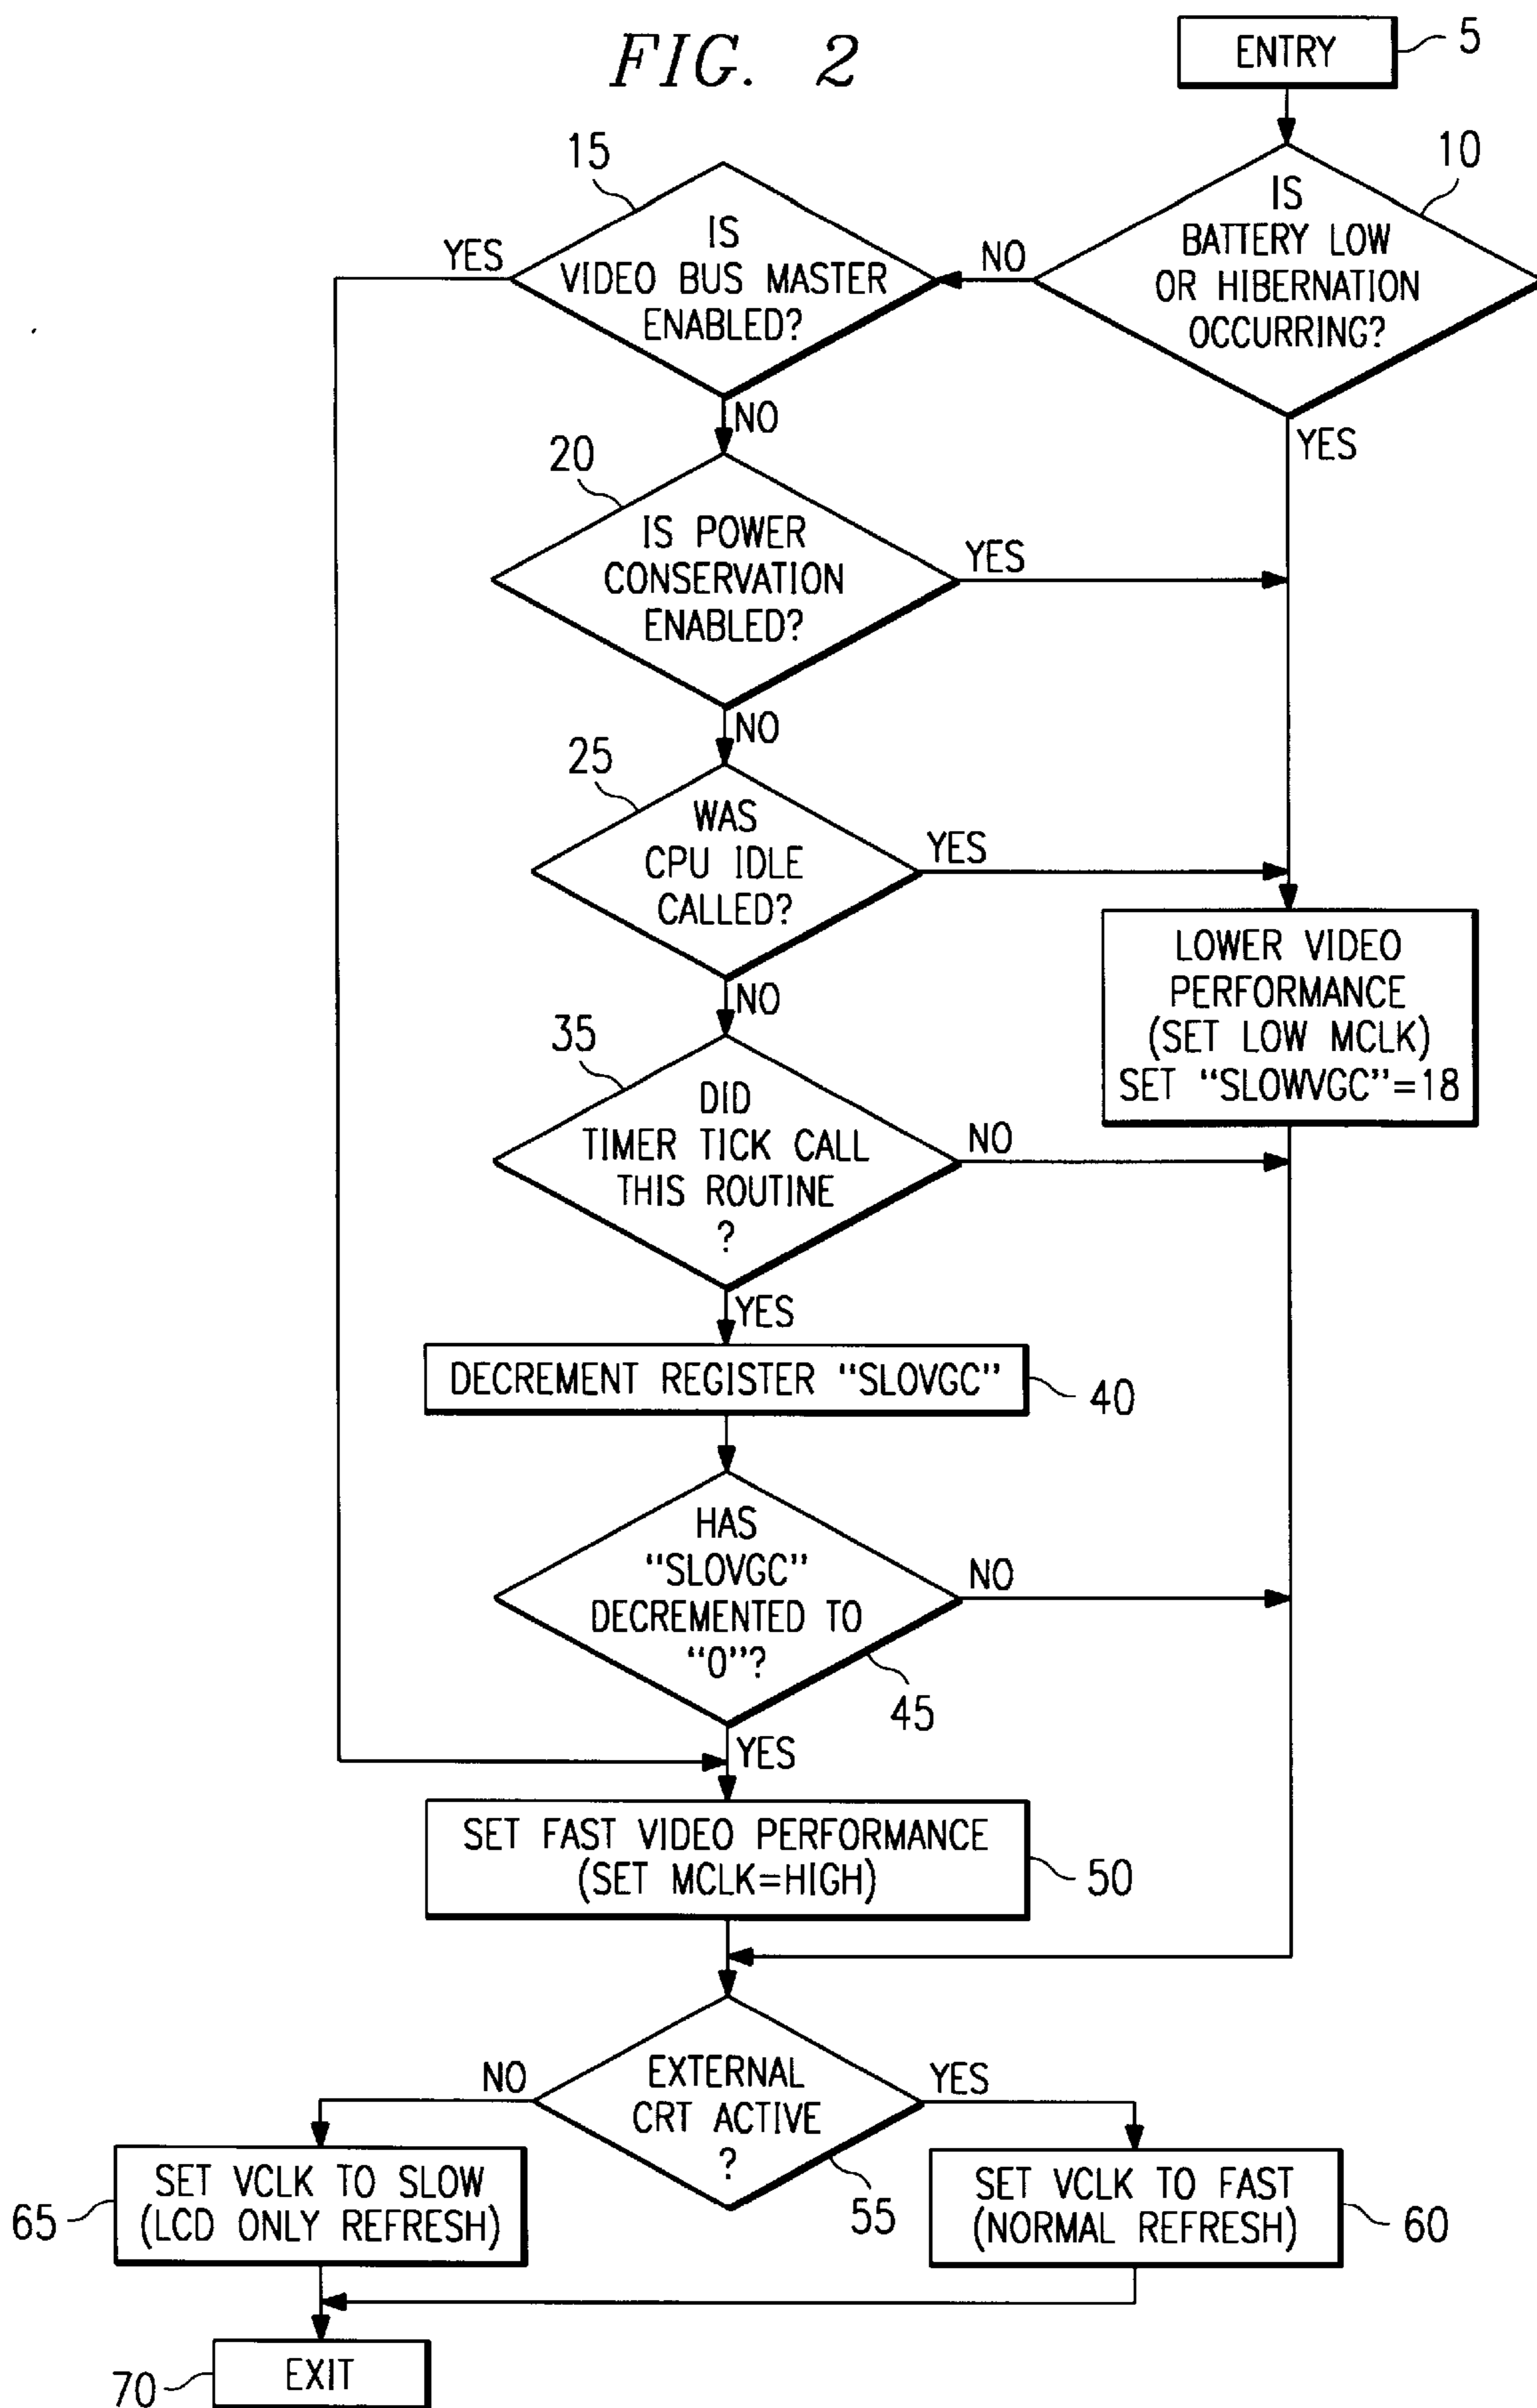 FIG. 2
ENTRY
5
10
IS
BATTERY LOW
OR HIBERNATION
OCCURRING?
NO
YES
15
IS
VIDEO BUS MASTER
ENABLED?
YES
NO
20
IS POWER
CONSERVATION
ENABLED?
YES
NO
25
WAS
CPU IDLE
CALLED?
YES
NO
LOWER VIDEO
PERFORMANCE
(SET LOW MCLK)
SET “SLOWVGC”=18
35
DID
TIMER TICK CALL
THIS ROUTINE
?
NO
YES
DECREMENT REGISTER “SLOVGC”
40
HAS
“SLOVGC”
DECREMENTED TO
“0”?
NO
45
YES
SET FAST VIDEO PERFORMANCE
(SET MCLK=HIGH)
50
EXTERNAL
CRT ACTIVE
?
NO
YES
55
SET VCLK TO SLOW
(LCD ONLY REFRESH)
65
SET VCLK TO FAST
(NORMAL REFRESH)
60
EXIT
70